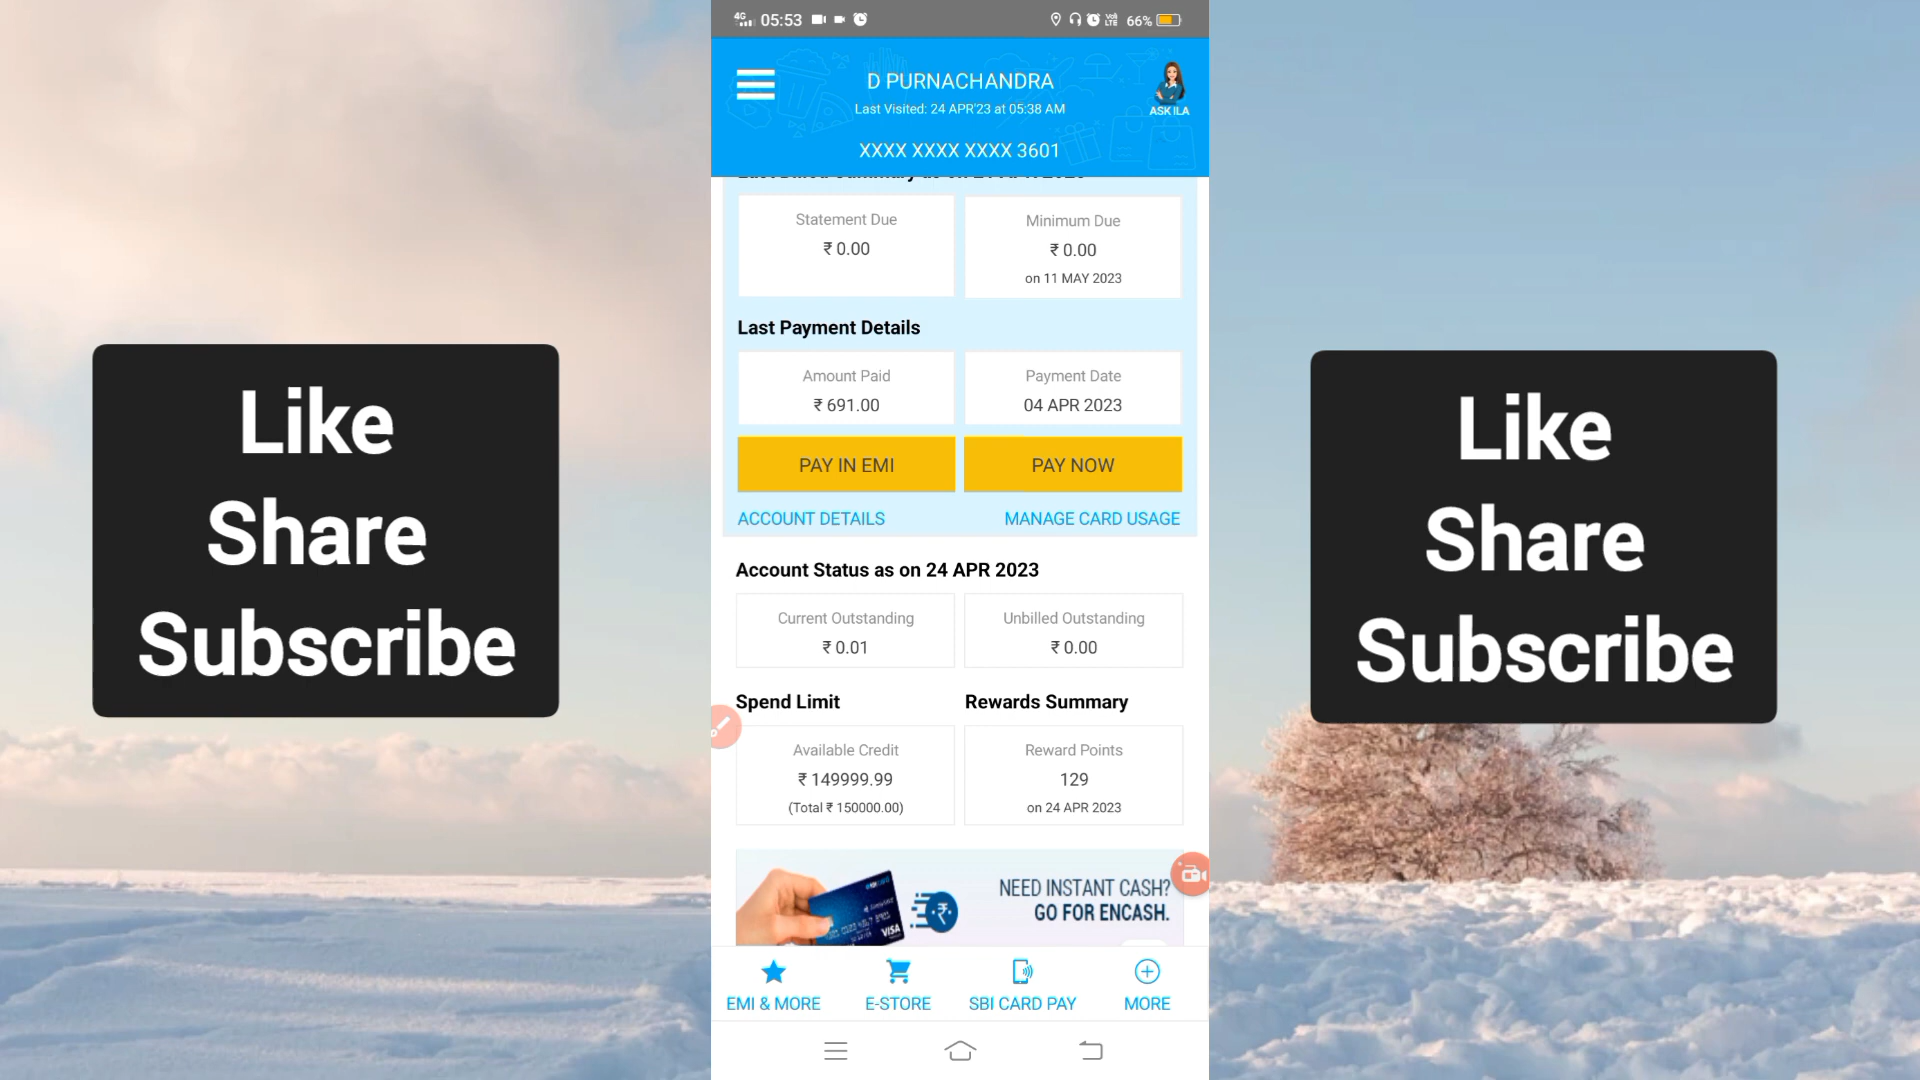 4G 05:53 VoLTE 66%
D PURNACHANDRA
Last Visited: 24 APR'23 at 05:38 AM
ASK ILA
XXXX XXXX XXXX 3601
Statement Due
₹ 0.00
Minimum Due
₹ 0.00
on 11 MAY 2023
Last Payment Details
Amount Paid
₹ 691.00
Payment Date
04 APR 2023
PAY IN EMI
PAY NOW
ACCOUNT DETAILS
MANAGE CARD USAGE
Account Status as on 24 APR 2023
Current Outstanding
₹ 0.01
Unbilled Outstanding
₹ 0.00
Spend Limit
Rewards Summary
Available Credit
₹ 149999.99
(Total ₹ 150000.00)
Reward Points
129
on 24 APR 2023
NEED INSTANT CASH?
GO FOR ENCASH.
VISA
EMI & MORE
E-STORE
SBI CARD PAY
MORE
Like
Share
Subscribe
Like
Share
Subscribe